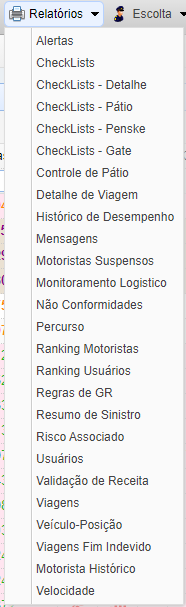 Relatórios Escolta
Alertas
CheckLists
CheckLists - Detalhe
CheckLists - Pátio
CheckLists - Penske
CheckLists - Gate
Controle de Pátio
Detalhe de Viagem
Histórico de Desempenho
Mensagens
Motoristas Suspensos
Monitoramento Logistico
Não Conformidades
Percurso
Ranking Motoristas
Ranking Usuários
Regras de GR
Resumo de Sinistro
Risco Associado
Usuários
Validação de Receita
Viagens
Veículo-Posição
Viagens Fim Indevido
Motorista Histórico
Velocidade